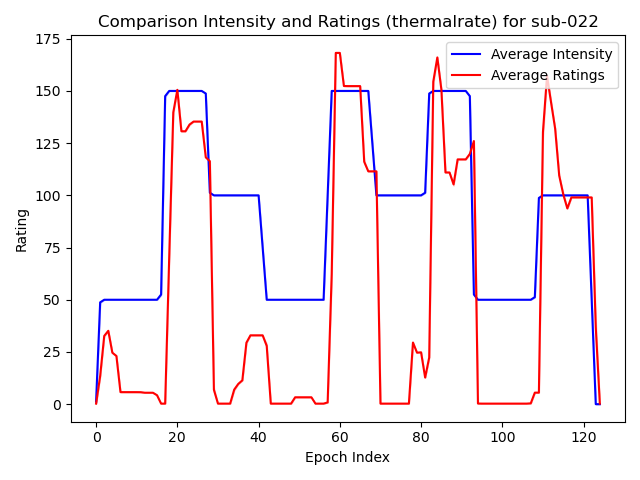 Comparison Intensity and Ratings (thermalrate) for sub-022
Average Intensity
Average Ratings
Rating
175
150
125
100
75
50
25
0
0 20 40 60 80 100 120
Epoch Index